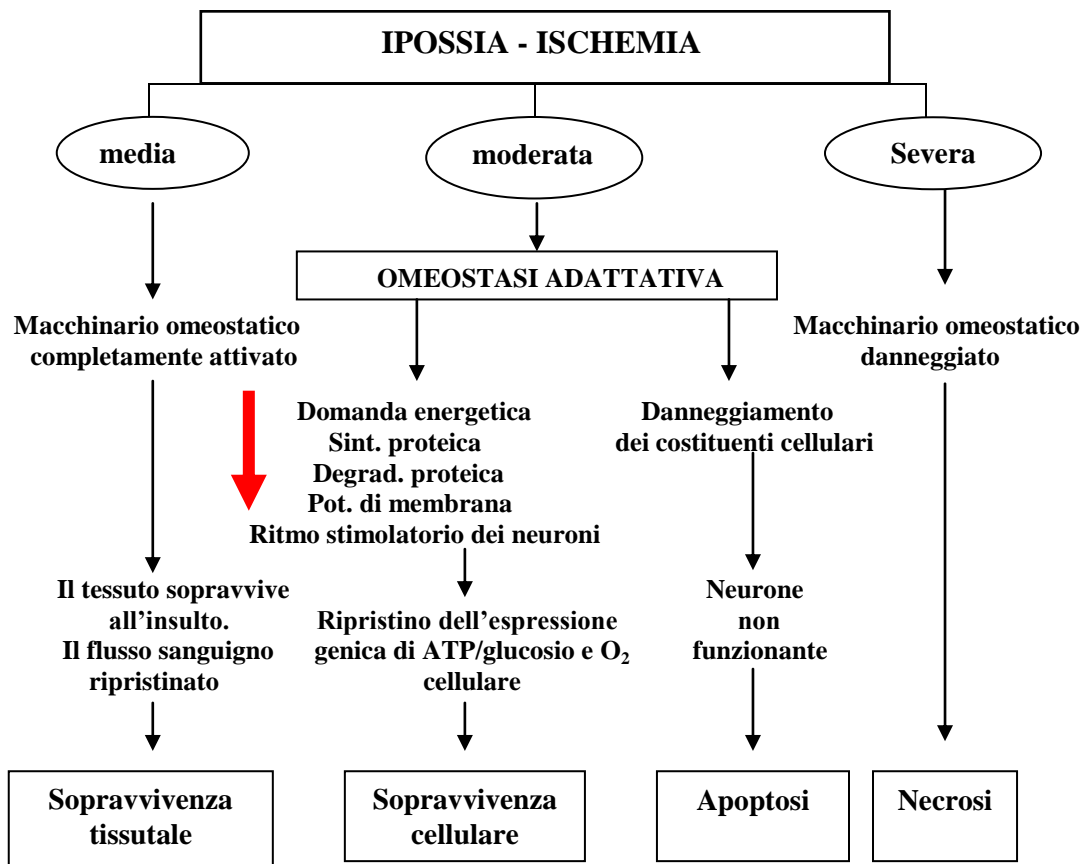 IPOSSIA - ISCHEMIA
media
moderata
Severa
OMEOSTASI ADATTATIVA
Macchinario omeostatico
completamente attivato
Macchinario omeostatico
danneggiato
Domanda energetica
Sint. proteica
Degrad. proteica
Pot. di membrana
Ritmo stimolatorio dei neuroni
Danneggiamento
dei costituenti cellulari
Il tessuto sopravvive
all’insulto.
Il flusso sanguigno
ripristinato
Ripristino dell’espressione
genica di ATP/glucosio e O₂
cellulare
Neurone
non
funzionante
Sopravvivenza
tissutale
Sopravvivenza
cellulare
Apoptosi
Necrosi